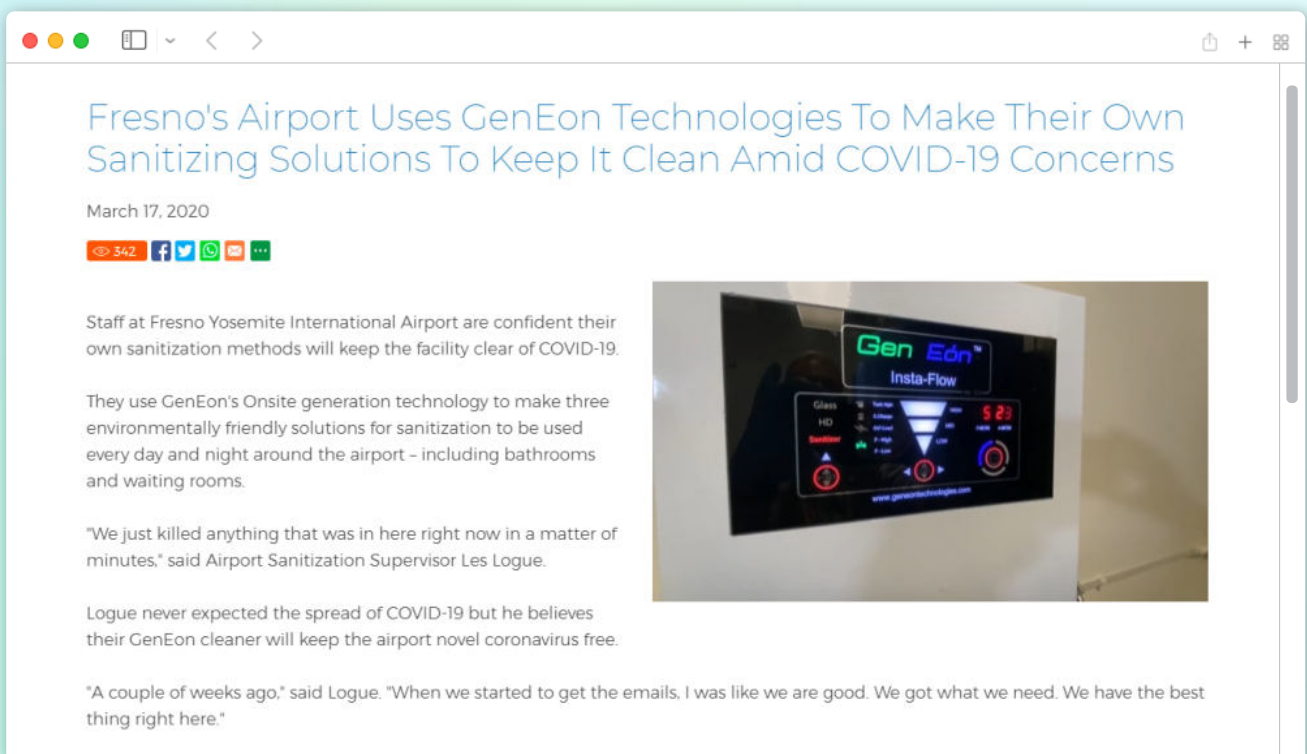 Fresno's Airport Uses GenEon Technologies To Make Their Own
Sanitizing Solutions To Keep It Clean Amid COVID-19 Concerns
March 17, 2020
342
Staff at Fresno Yosemite International Airport are confident their
own sanitization methods will keep the facility clear of COVID-19.
They use GenEon's Onsite generation technology to make three
environmentally friendly solutions for sanitization to be used
every day and night around the airport – including bathrooms
and waiting rooms.
"We just killed anything that was in here right now in a matter of
minutes," said Airport Sanitization Supervisor Les Logue.
Logue never expected the spread of COVID-19 but he believes
their GenEon cleaner will keep the airport novel coronavirus free.
"A couple of weeks ago," said Logue. "When we started to get the emails, I was like we are good. We got what we need. We have the best
thing right here."
Gen Eón™
Insta-Flow
Glass
HD
Sanitizer
P - High
P - Low
LOW
www.geneontechnologies.com